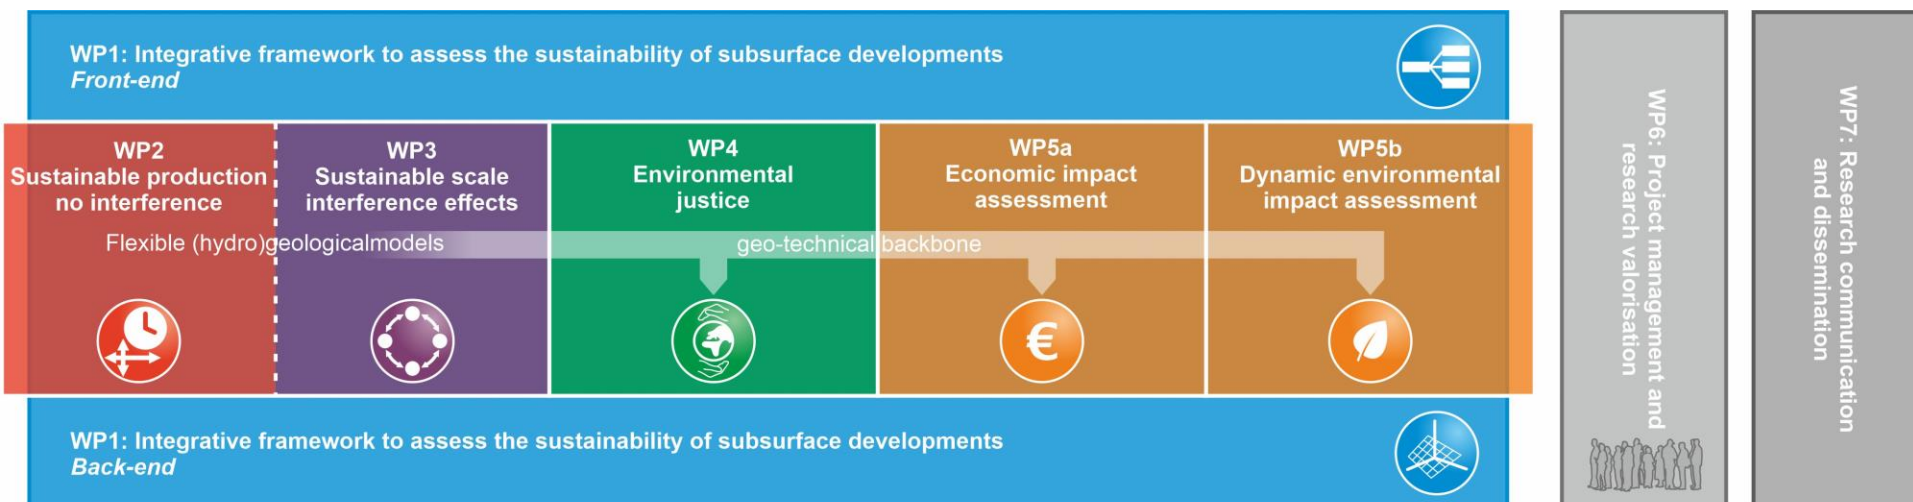 WP1: Integrative framework to assess the sustainability of subsurface developments
Front-end
WP2
Sustainable production
no interference
WP3
Sustainable scale
interference effects
WP4
Environmental
justice
WP5a
Economic impact
assessment
WP5b
Dynamic environmental
impact assessment
Flexible (hydro)geologicalmodels
geo-technical backbone
€
WP1: Integrative framework to assess the sustainability of subsurface developments
Back-end
WP6: Project management and
research valorisation
WP7: Research communication
and dissemination